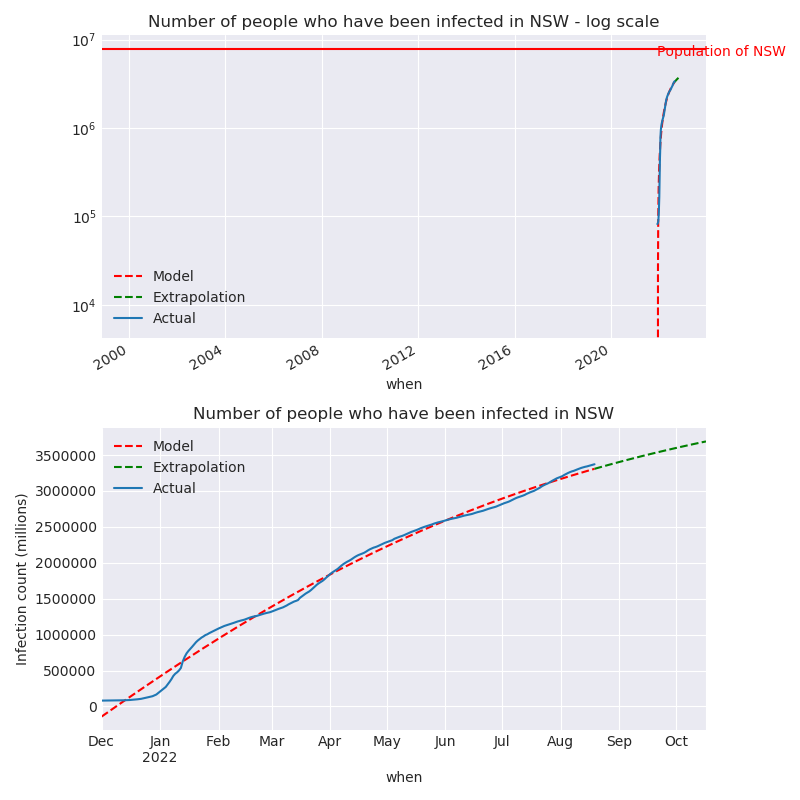 Number of people who have been infected in NSW - log scale
10^7
Population of NSW
10^6
10^5
10^4
Model
Extrapolation
Actual
2000 2004 2008 2012 2016 2020
when
Number of people who have been infected in NSW
Infection count (millions)
3500000
3000000
2500000
2000000
1500000
1000000
500000
0
Model
Extrapolation
Actual
Dec Jan Feb Mar Apr May Jun Jul Aug Sep Oct
2022
when